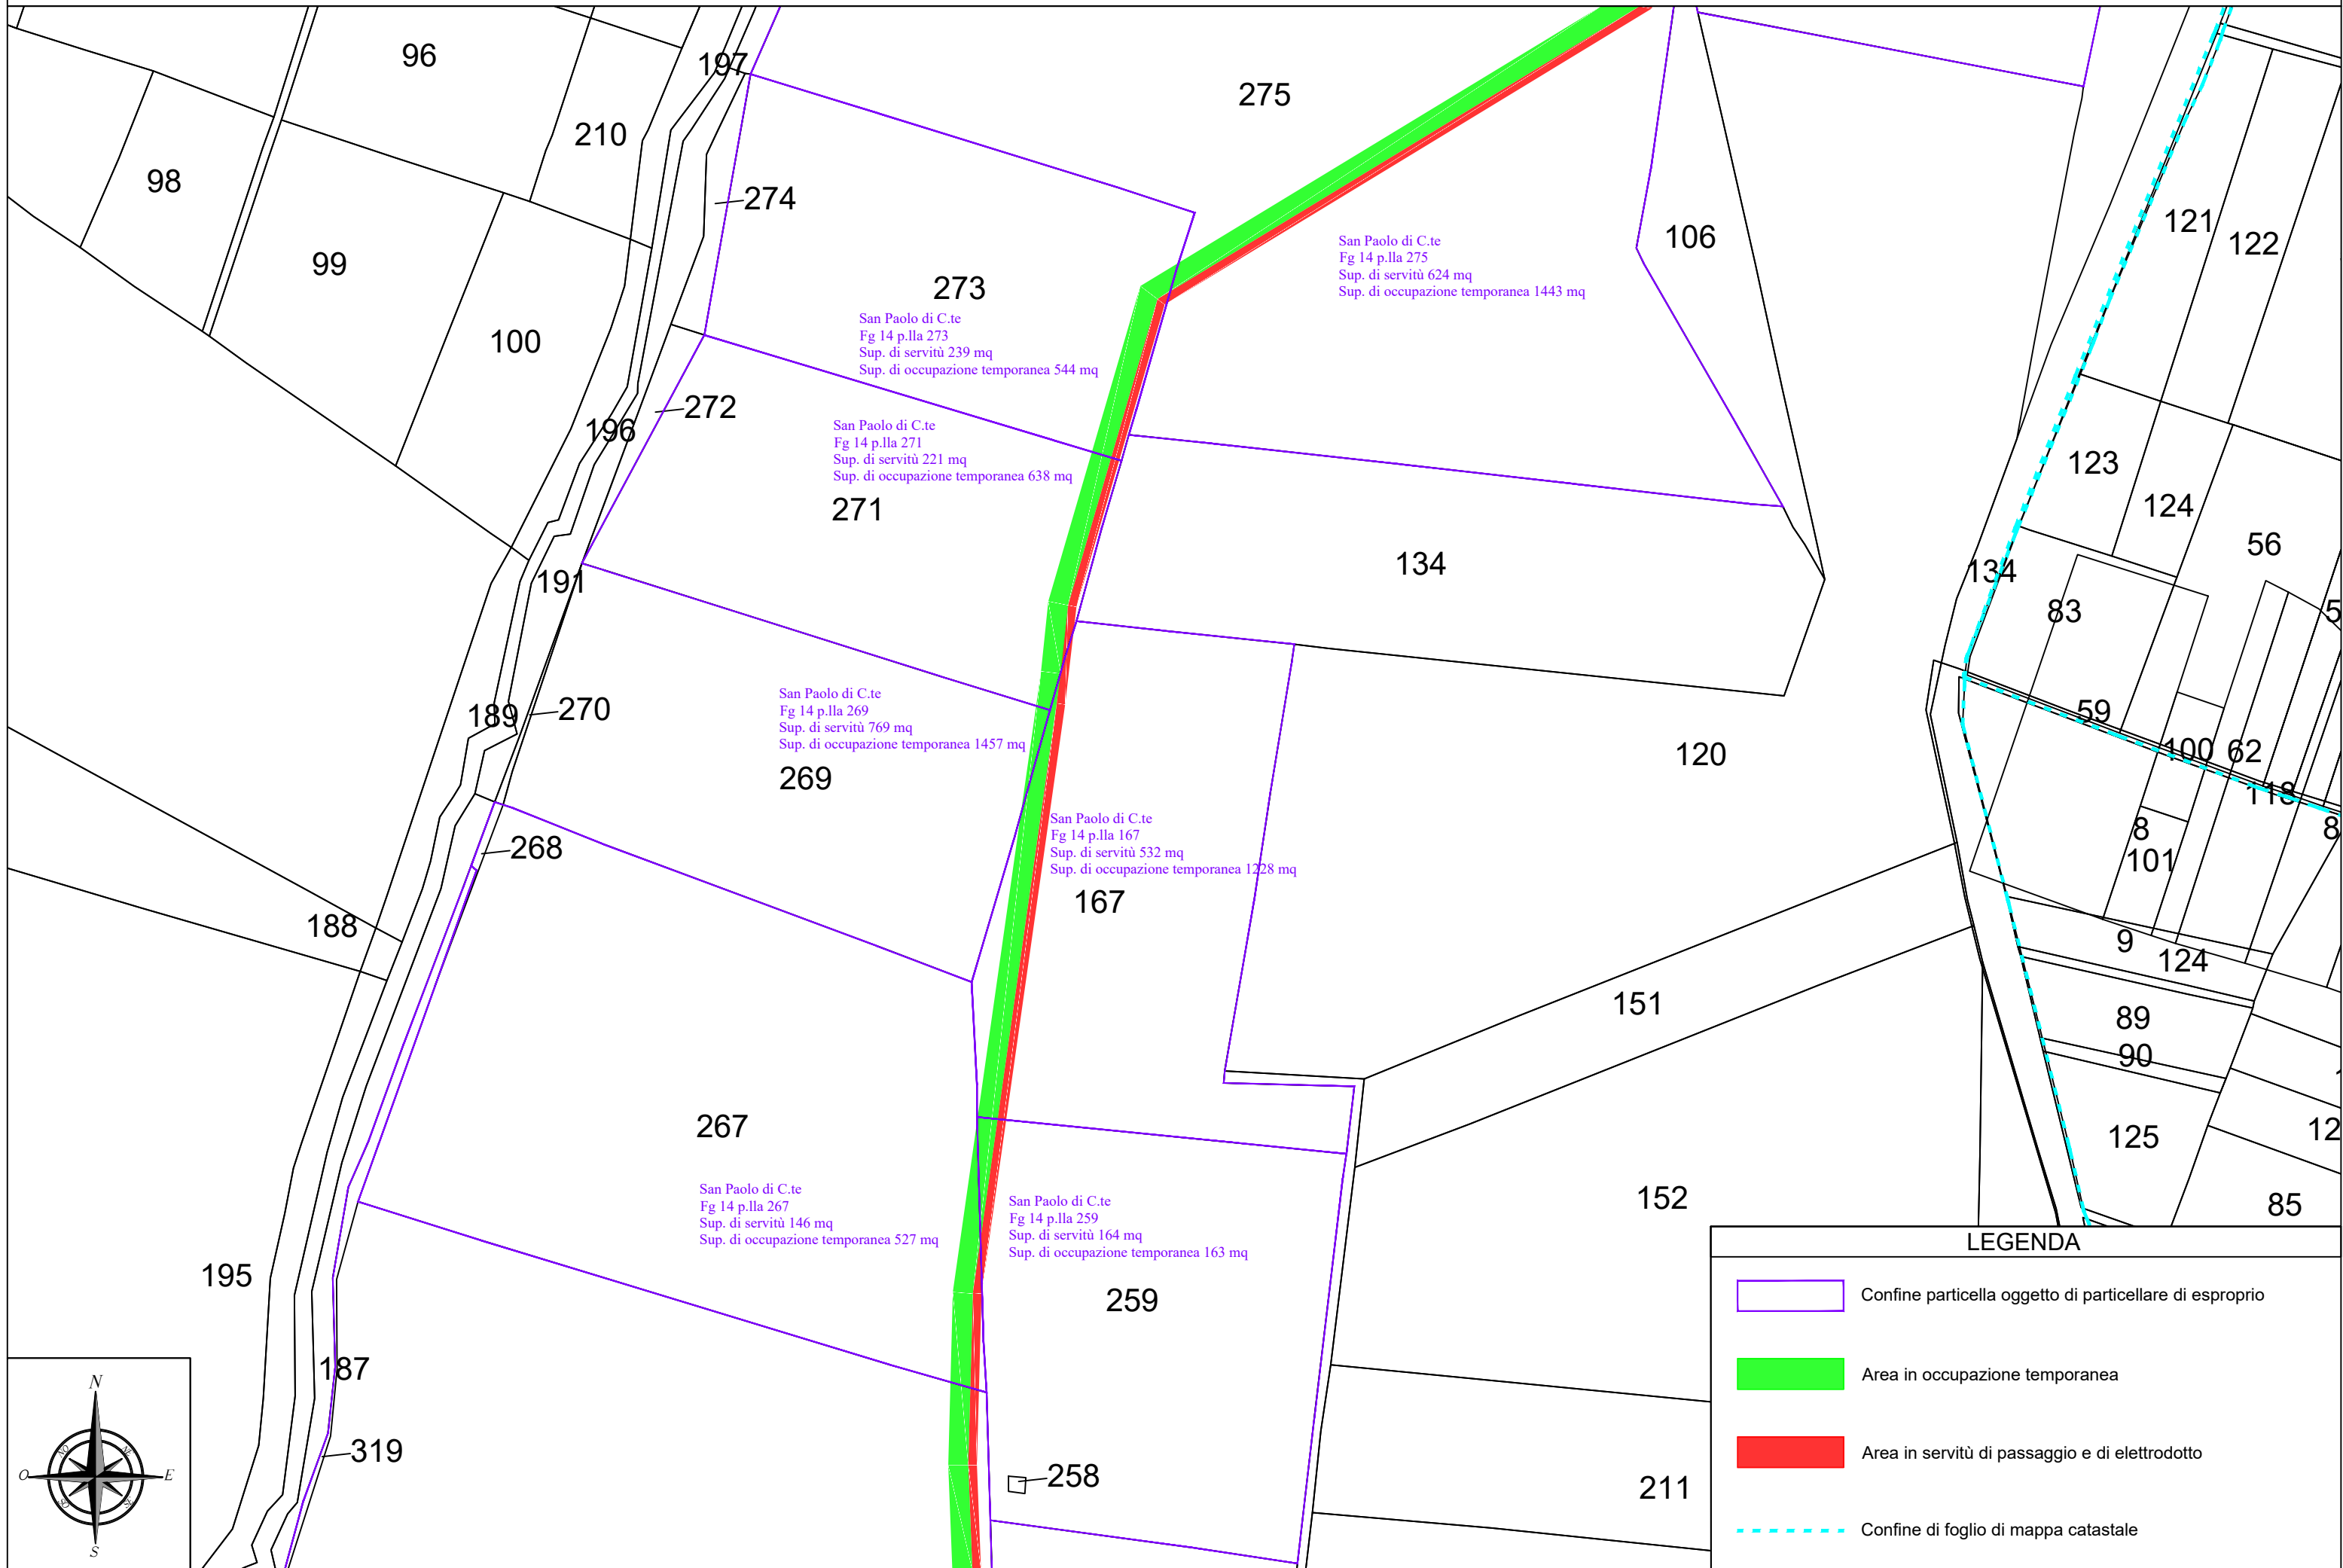 96
197
275
210
98
274
121
122
106
99
San Paolo di C.te
Fg 14 p.lla 275
Sup. di servitù 624 mq
Sup. di occupazione temporanea 1443 mq
273
San Paolo di C.te
Fg 14 p.lla 273
Sup. di servitù 239 mq
Sup. di occupazione temporanea 544 mq
100
272
196
San Paolo di C.te
Fg 14 p.lla 271
Sup. di servitù 221 mq
Sup. di occupazione temporanea 638 mq
271
123
124
56
134
134
191
83
5
San Paolo di C.te
Fg 14 p.lla 269
Sup. di servitù 769 mq
Sup. di occupazione temporanea 1457 mq
269
270
189
59
100
62
120
118
8
8
101
268
San Paolo di C.te
Fg 14 p.lla 167
Sup. di servitù 532 mq
Sup. di occupazione temporanea 1228 mq
167
188
9
124
151
89
90
267
125
12
San Paolo di C.te
Fg 14 p.lla 267
Sup. di servitù 146 mq
Sup. di occupazione temporanea 527 mq
San Paolo di C.te
Fg 14 p.lla 259
Sup. di servitù 164 mq
Sup. di occupazione temporanea 163 mq
152
85
195
259
187
319
258
211
LEGENDA
Confine particella oggetto di particellare di esproprio
Area in occupazione temporanea
Area in servitù di passaggio e di elettrodotto
Confine di foglio di mappa catastale
N
NO
NE
O
E
SO
S